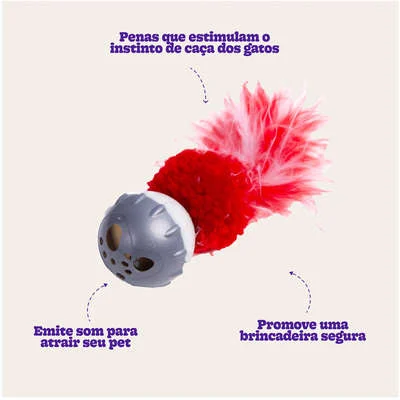 Penas que estimulam o
instinto de caça dos gatos
Emite som para
atrair seu pet
Promove uma
brincadeira segura